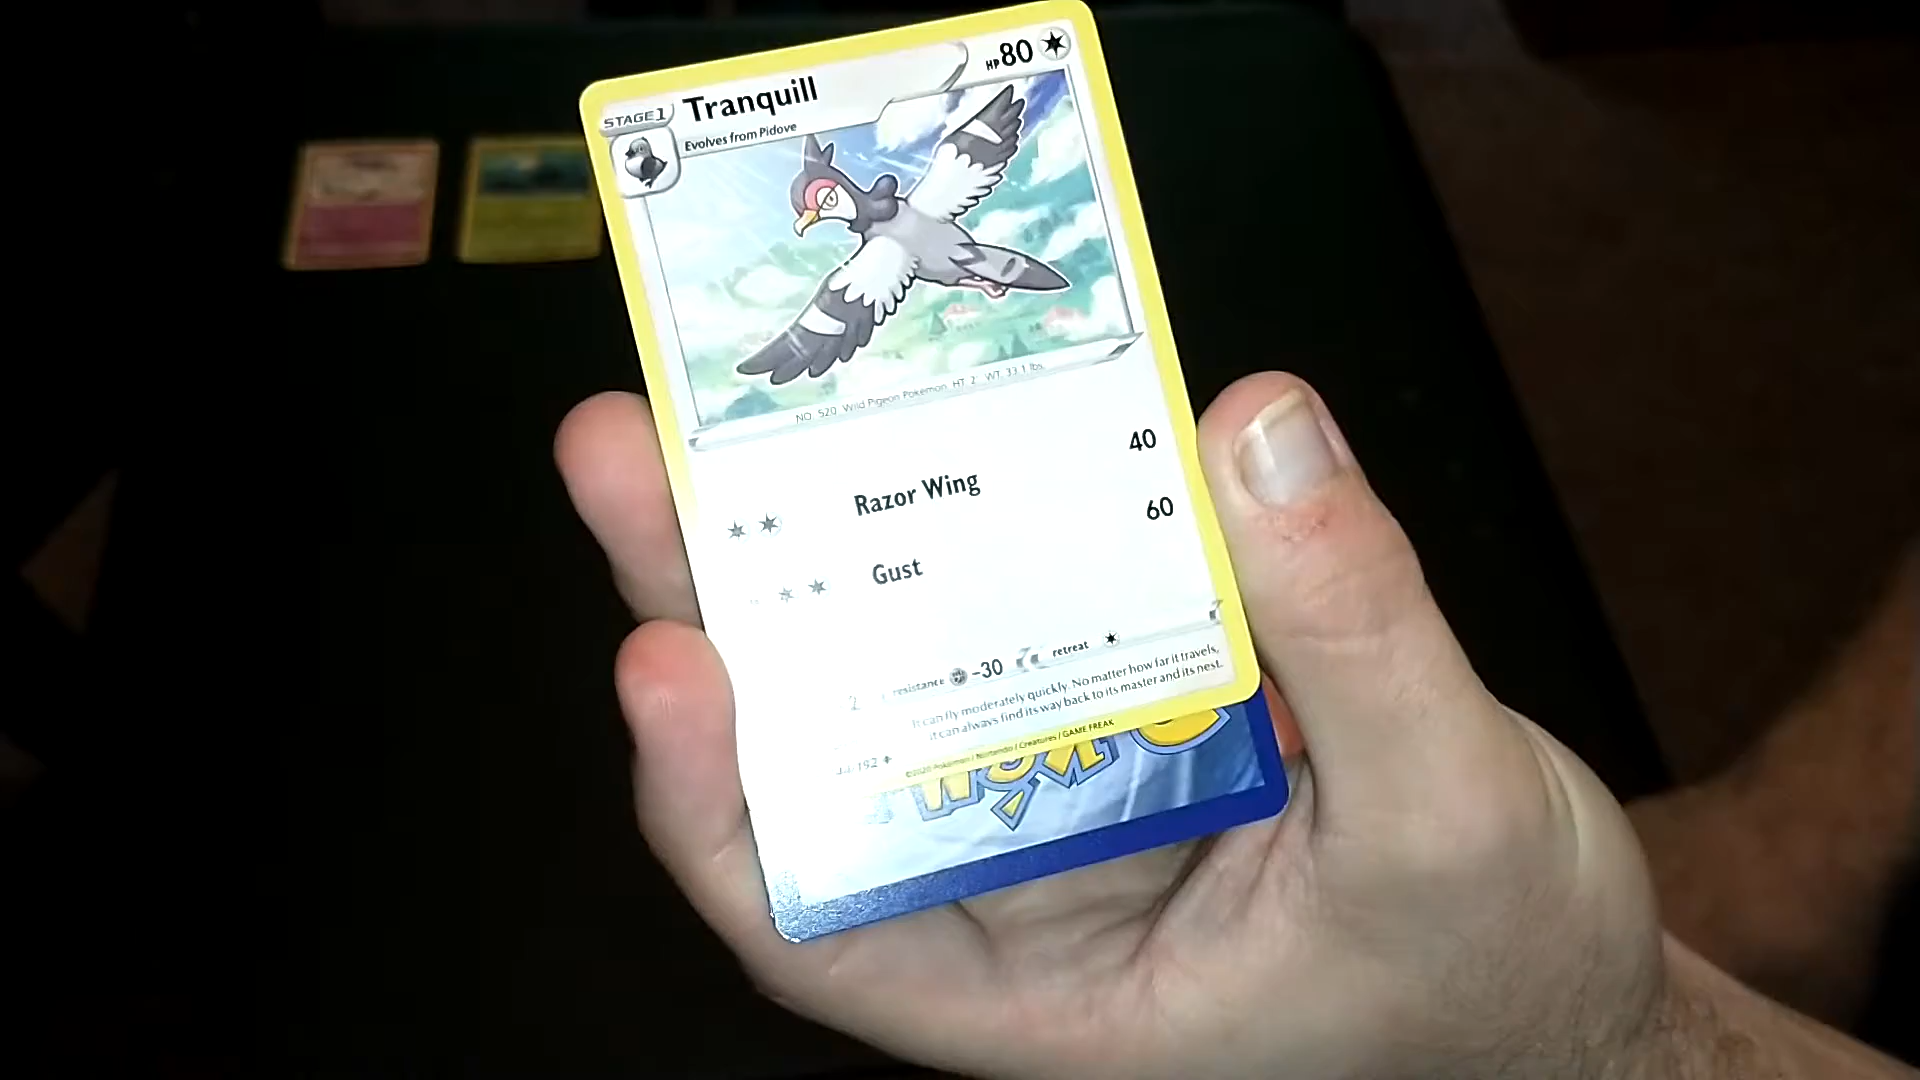 STAGE1
Tranquill
HP80
Evolves from Pidove
NO. 520 Wild Pigeon Pokémon HT 2' WT 33.1 lbs.
Razor Wing 40
Gust 60
2 resistance -30 retreat
It can fly moderately quickly. No matter how far it travels,
it can always find its way back to its master and its nest.
192
©2020 Pokémon / Nintendo / Creatures / GAME FREAK